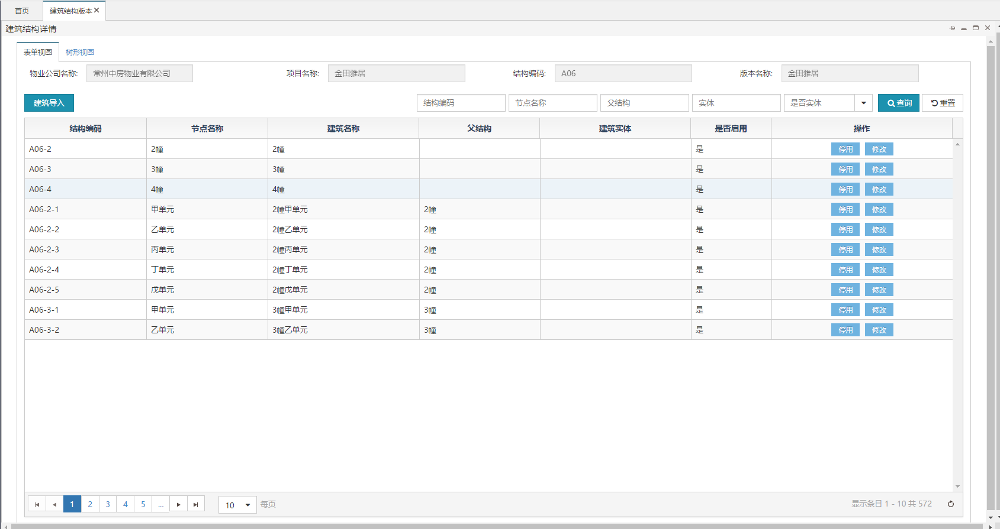 首页 建筑结构版本
建筑结构详情
表单视图 树形视图
物业公司名称: 常州中房物业有限公司 项目名称: 金田雅居 结构编码: A06 版本名称: 金田雅居
建筑导入 结构编码 节点名称 父结构 实体 是否实体 查询 重置
结构编码 节点名称 建筑名称 父结构 建筑实体 是否启用 操作
A06-2 2幢 2幢 是 停用 修改
A06-3 3幢 3幢 是 停用 修改
A06-4 4幢 4幢 是 停用 修改
A06-2-1 甲单元 2幢甲单元 2幢 是 停用 修改
A06-2-2 乙单元 2幢乙单元 2幢 是 停用 修改
A06-2-3 丙单元 2幢丙单元 2幢 是 停用 修改
A06-2-4 丁单元 2幢丁单元 2幢 是 停用 修改
A06-2-5 戊单元 2幢戊单元 2幢 是 停用 修改
A06-3-1 甲单元 3幢甲单元 3幢 是 停用 修改
A06-3-2 乙单元 3幢乙单元 3幢 是 停用 修改
1 2 3 4 5 ... 10 每页 显示条目 1 - 10 共 572